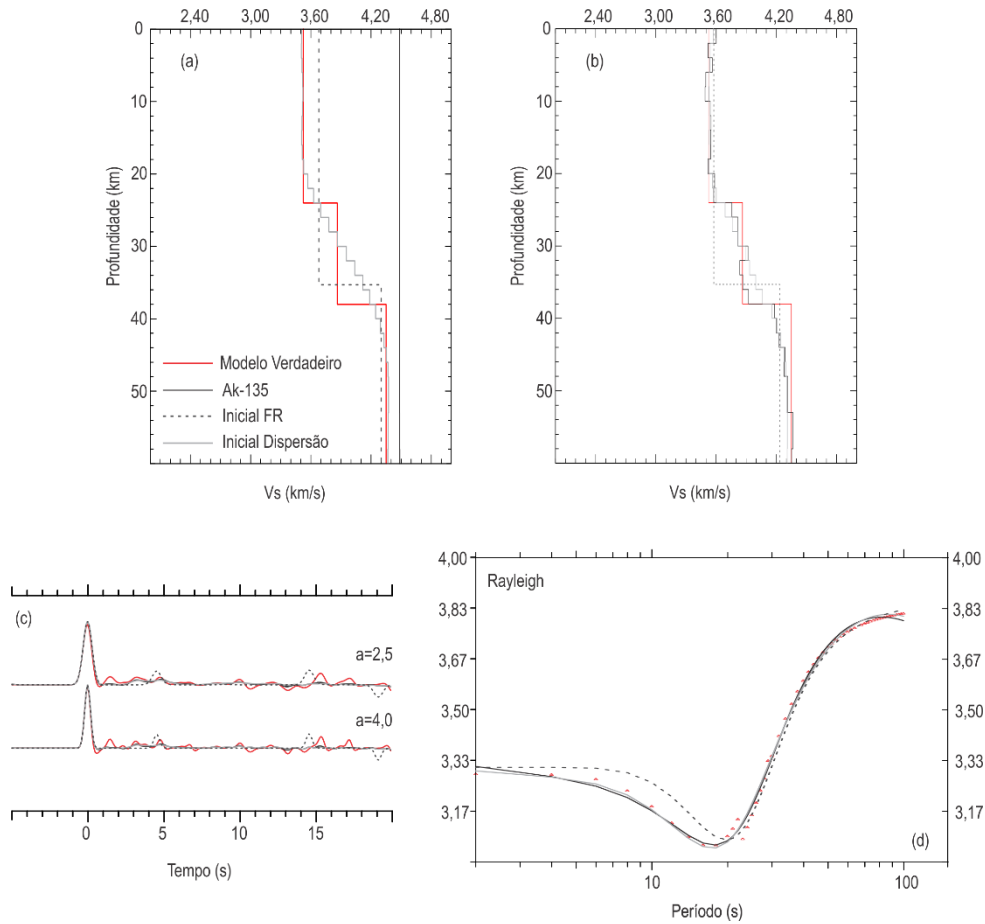 2,40 3,00 3,60 4,20 4,80
2,40 3,00 3,60 4,20 4,80
(a)
(b)
0
10
20
30
40
50
Profundidade (km)
0
10
20
30
40
50
Profundidade (km)
Modelo Verdadeiro
Ak-135
Inicial FR
Inicial Dispersão
Vs (km/s)
Vs (km/s)
(c)
a=2,5
a=4,0
0 5 10 15
Tempo (s)
4,00
3,83
3,67
3,50
3,33
3,17
Rayleigh
4,00
3,83
3,67
3,50
3,33
3,17
(d)
10 100
Período (s)